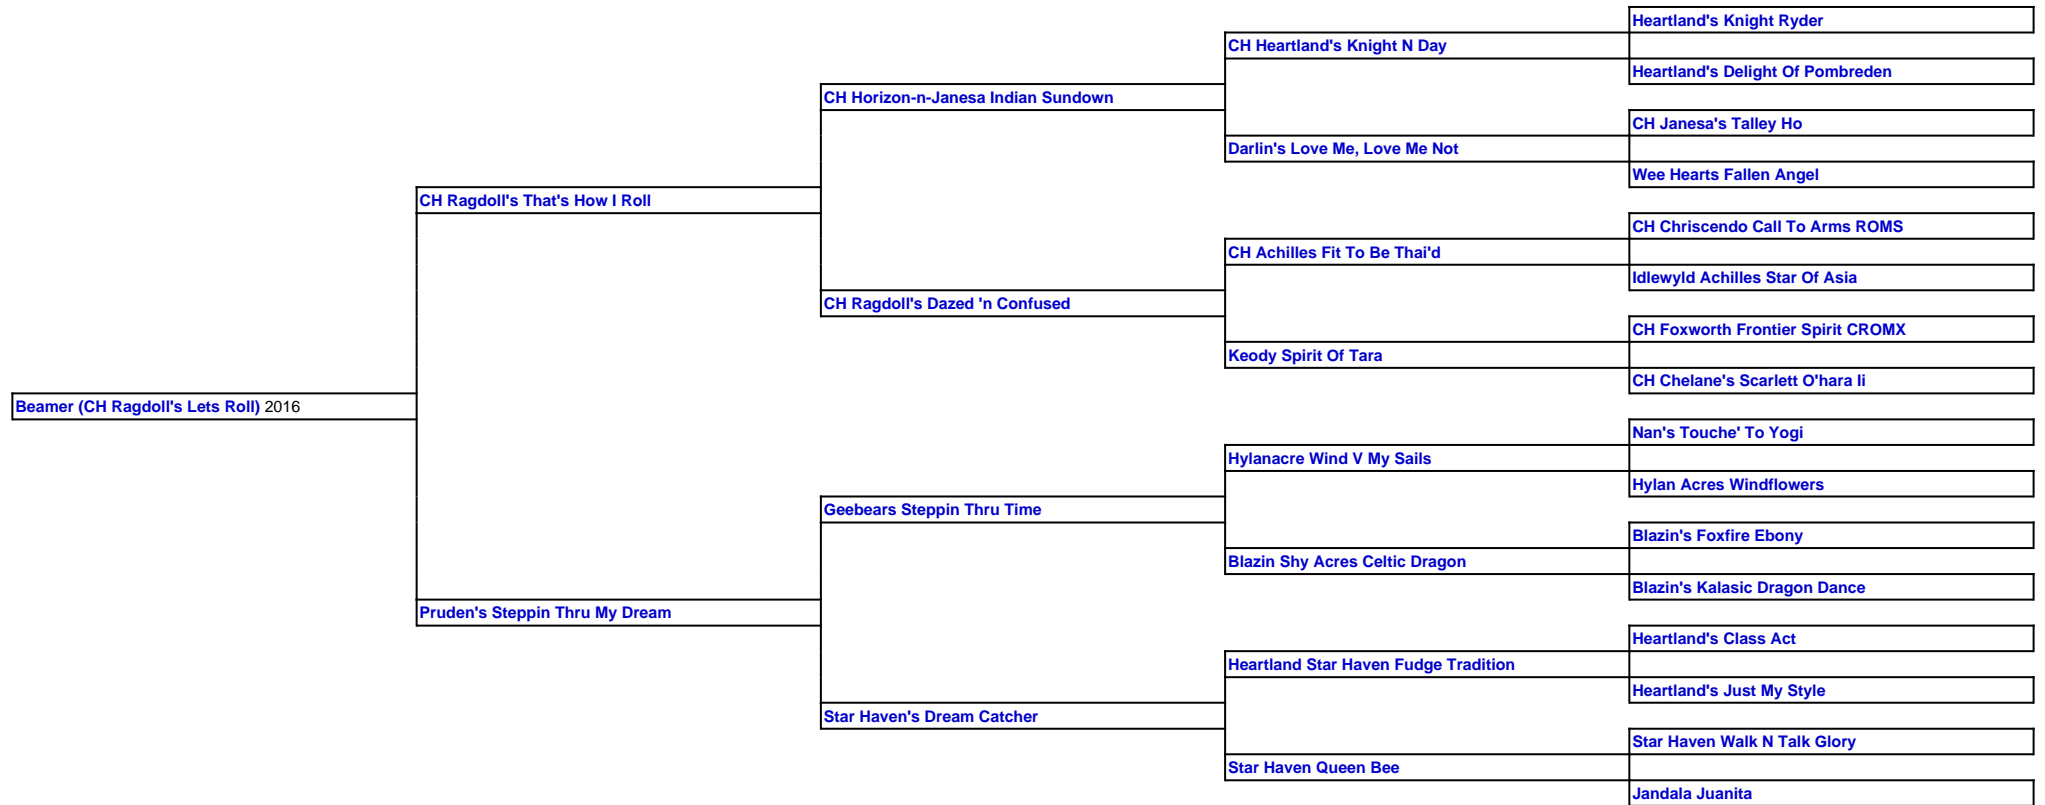 Heartland's Knight Ryder
CH Heartland's Knight N Day
Heartland's Delight Of Pombreden
CH Horizon-n-Janesa Indian Sundown
CH Janesa's Talley Ho
Darlin's Love Me, Love Me Not
Wee Hearts Fallen Angel
CH Ragdoll's That's How I Roll
CH Chriscendo Call To Arms ROMS
CH Achilles Fit To Be Thai'd
Idlewyld Achilles Star Of Asia
CH Ragdoll's Dazed 'n Confused
CH Foxworth Frontier Spirit CROMX
Keody Spirit Of Tara
CH Chelane's Scarlett O'hara Ii
Beamer (CH Ragdoll's Lets Roll) 2016
Nan's Touche' To Yogi
Hylanacre Wind V My Sails
Hylan Acres Windflowers
Geebears Steppin Thru Time
Blazin's Foxfire Ebony
Blazin Shy Acres Celtic Dragon
Blazin's Kalasic Dragon Dance
Pruden's Steppin Thru My Dream
Heartland's Class Act
Heartland Star Haven Fudge Tradition
Heartland's Just My Style
Star Haven's Dream Catcher
Star Haven Walk N Talk Glory
Star Haven Queen Bee
Jandala Juanita